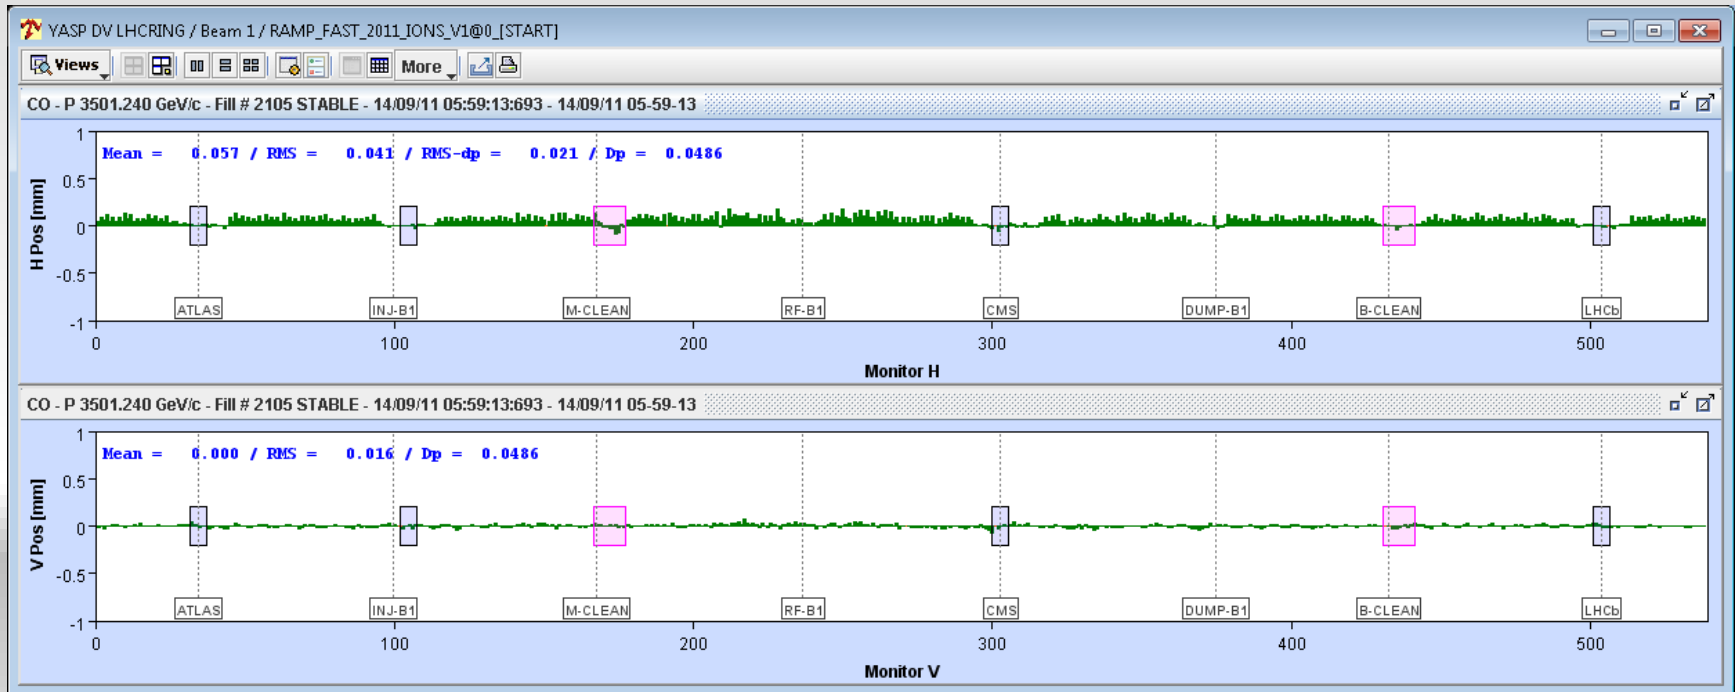 YASP DV LHCRING / Beam 1 / RAMP_FAST_2011_IONS_V1@0_[START]
Views More
CO - P 3501.240 GeV/c - Fill # 2105 STABLE - 14/09/11 05:59:13:693 - 14/09/11 05-59-13
Mean = 0.057 / RMS = 0.041 / RMS-dp = 0.021 / Dp = 0.0486
H Pos [mm]
1
0.5
0
-0.5
-1
ATLAS INJ-B1 M-CLEAN RF-B1 CMS DUMP-B1 B-CLEAN LHCb
0 100 200 300 400 500
Monitor H
CO - P 3501.240 GeV/c - Fill # 2105 STABLE - 14/09/11 05:59:13:693 - 14/09/11 05-59-13
Mean = 0.000 / RMS = 0.016 / Dp = 0.0486
V Pos [mm]
1
0.5
0
-0.5
-1
ATLAS INJ-B1 M-CLEAN RF-B1 CMS DUMP-B1 B-CLEAN LHCb
0 100 200 300 400 500
Monitor V